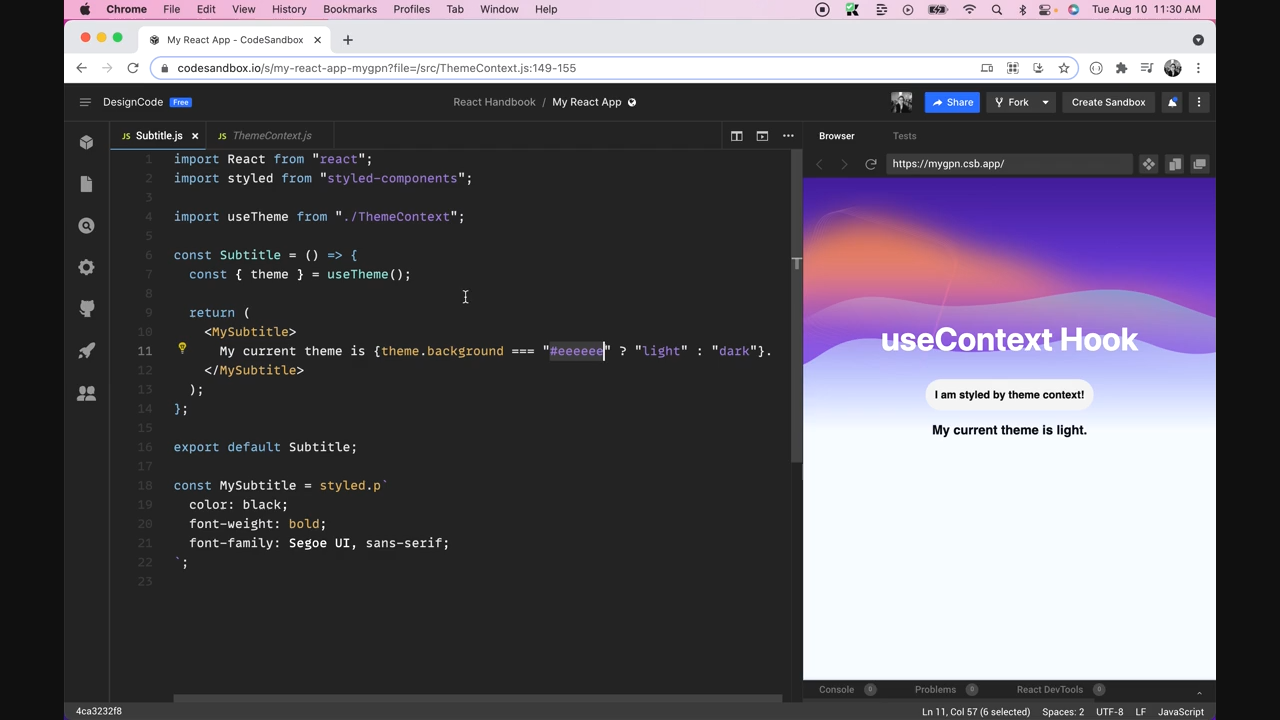 Chrome File Edit View History Bookmarks Profiles Tab Window Help Tue Aug 10 11:30 AM
My React App - CodeSandbox
codesandbox.io/s/my-react-app-mygpn?file=/src/ThemeContext.js:149-155
DesignCode Free React Handbook / My React App Share Fork Create Sandbox
JS Subtitle.js JS ThemeContext.js
Browser Tests
https://mygpn.csb.app/
1 import React from "react";
2 import styled from "styled-components";
3
4 import useTheme from "./ThemeContext";
5
6 const Subtitle = () => {
7 const { theme } = useTheme();
8
9 return (
10 <MySubtitle>
11 My current theme is {theme.background === "#eeeeee" ? "light" : "dark"}.
12 </MySubtitle>
13 );
14 };
15
16 export default Subtitle;
17
18 const MySubtitle = styled.p`
19 color: black;
20 font-weight: bold;
21 font-family: Segoe UI, sans-serif;
22 `;
23
useContext Hook
I am styled by theme context!
My current theme is light.
Console 0 Problems 0 React DevTools 0
4ca3232f8 Ln 11, Col 57 (6 selected) Spaces: 2 UTF-8 LF JavaScript